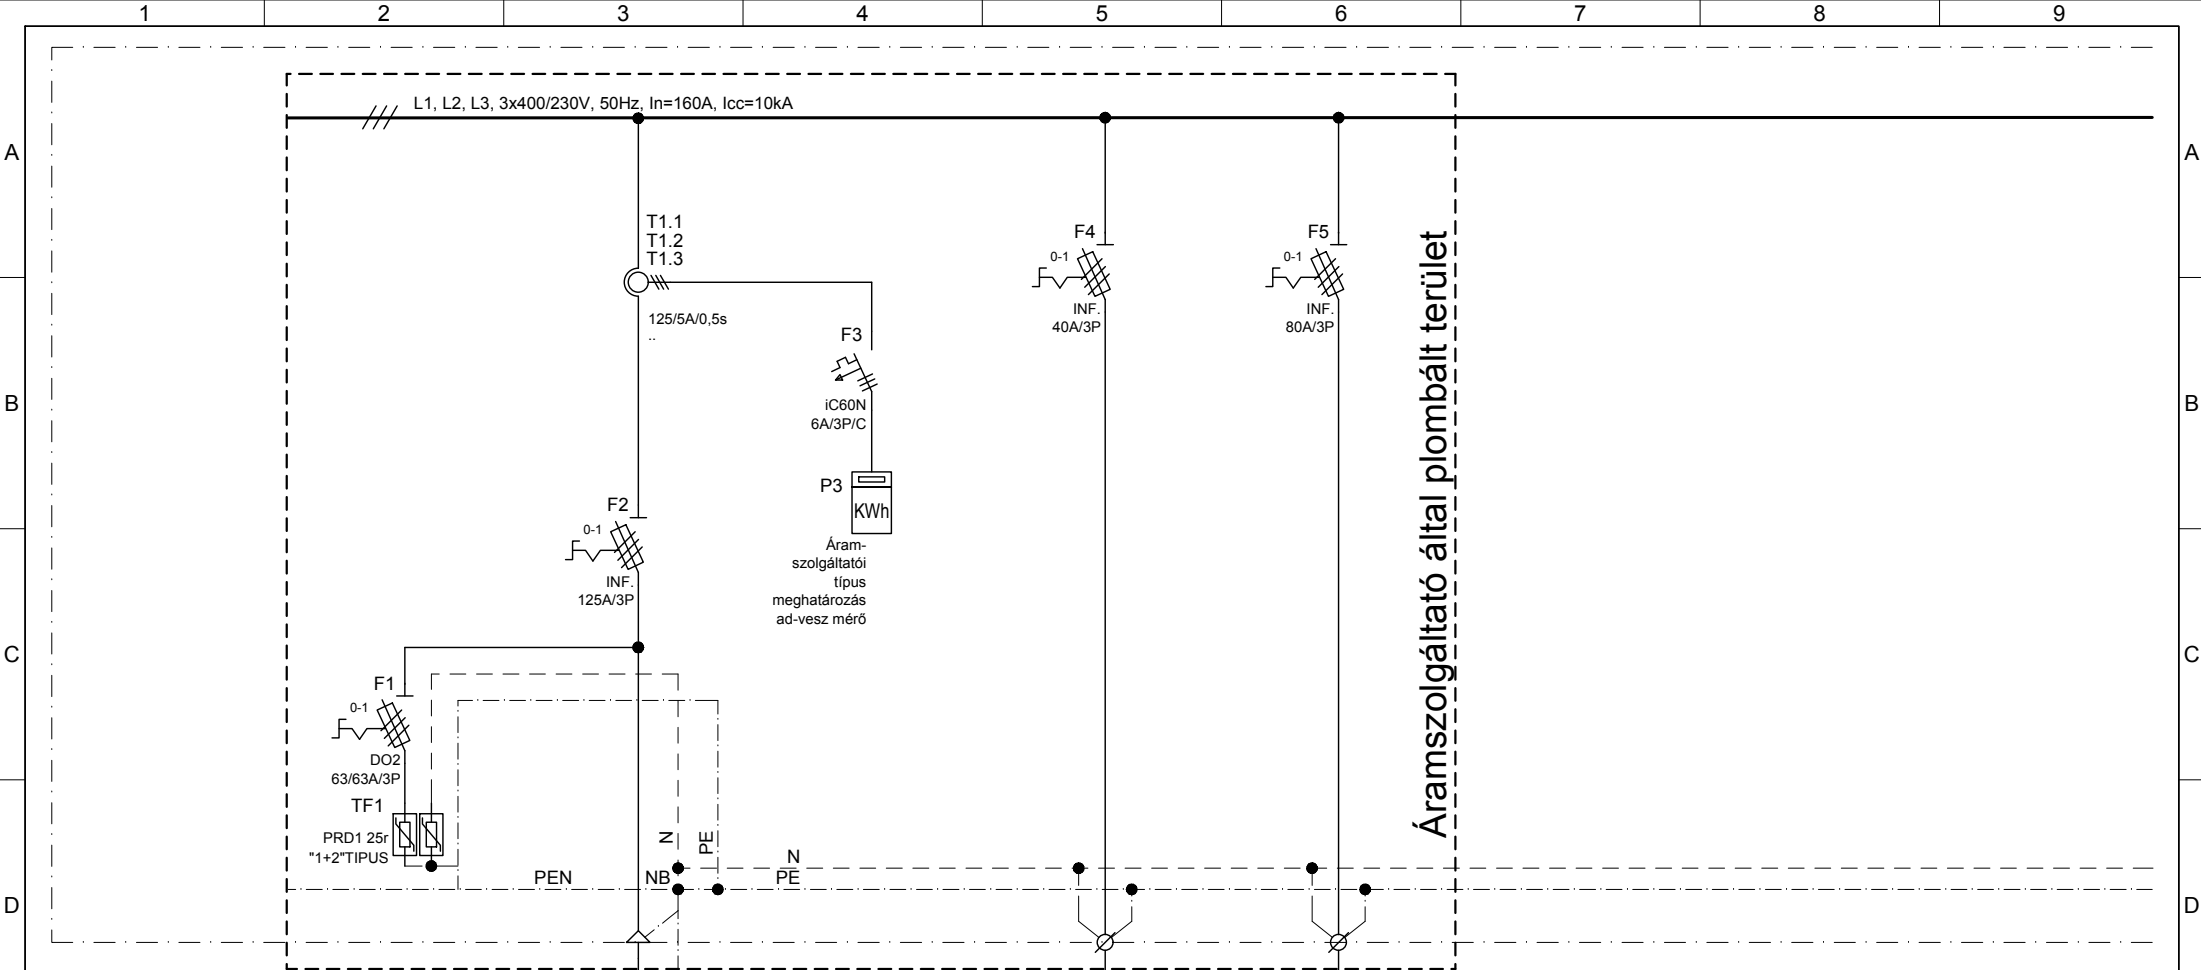 1 2 3 4 5 6 7 8 9
L1, L2, L3, 3x400/230V, 50Hz, In=160A, Icc=10kA
A A
T1.1
T1.2
T1.3
125/5A/0,5s
..
F4
0-1
INF.
40A/3P
F5
0-1
INF.
80A/3P
Áramszolgáltató által plombált terület
F3
iC60N
6A/3P/C
B B
P3
KWh
Áram-
szolgáltatói
típus
meghatározás
ad-vesz mérő
F2
0-1
INF.
125A/3P
C C
F1
0-1
DO2
63/63A/3P
TF1
PRD1 25r
"1+2"TIPUS
N
PE
N
PEN NB PE
D D